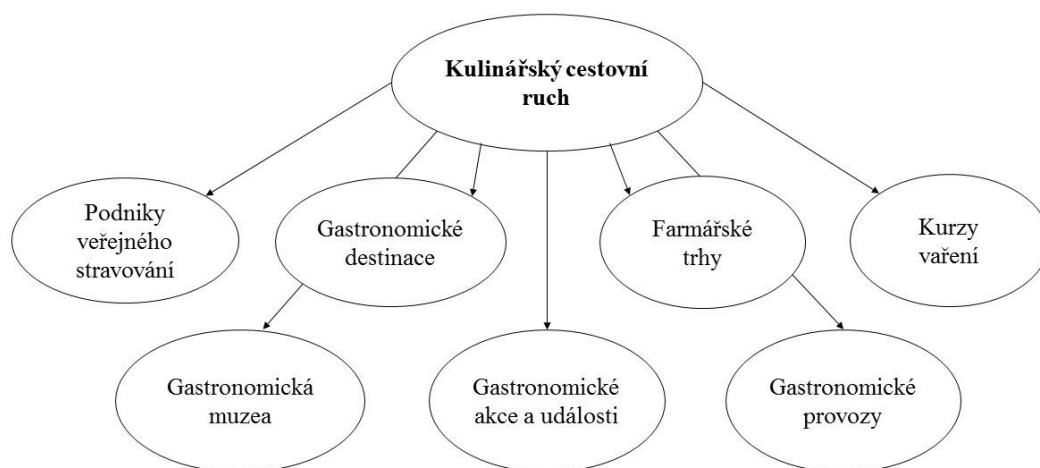 Kulinářský cestovní
ruch
Podniky
veřejného
stravování
Gastronomické
destinace
Farmářské
trhy
Kurzy
vaření
Gastronomická
muzea
Gastronomické
akce a události
Gastronomické
provozy